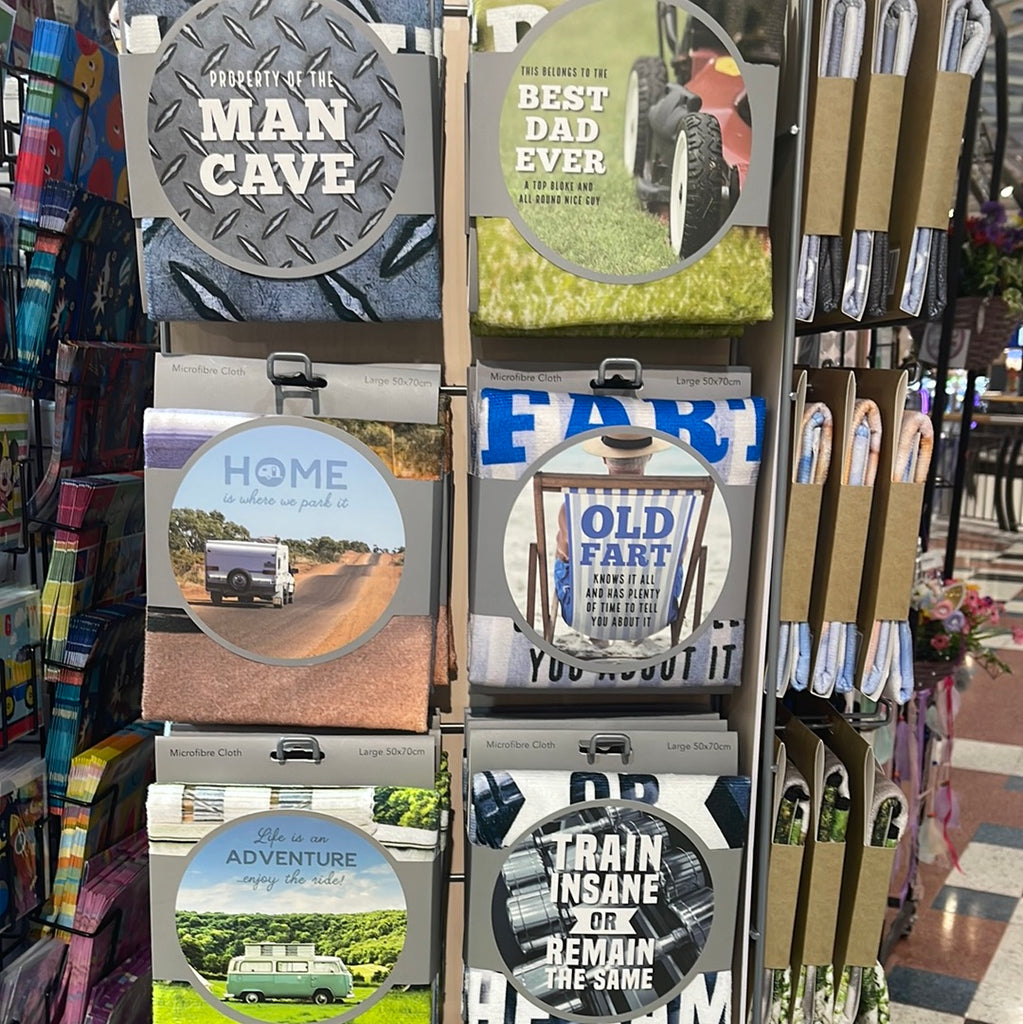 PROPERTY OF THE
MAN
CAVE
THIS BELONGS TO THE
BEST
DAD
EVER
A TOP BLOKE AND
ALL ROUND NICE GUY
Microfibre Cloth
Large 50x70cm
HOME
is where we park it
Microfibre Cloth
Large 50x70cm
FART
OLD
FART
KNOWS IT ALL
AND HAS PLENTY
OF TIME TO TELL
YOU ABOUT IT
YOU ABOUT IT
Microfibre Cloth
Large 50x70cm
Life is an
ADVENTURE
...enjoy the ride!
Microfibre Cloth
Large 50x70cm
OR
TRAIN
INSANE
OR
REMAIN
THE SAME